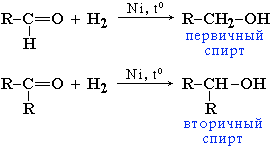 Ni, t⁰
R−C=O + H₂ ⟶ R−CH₂−OH
H
первичный
спирт
Ni, t⁰
R−C=O + H₂ ⟶ R−CH−OH
R R
вторичный
спирт